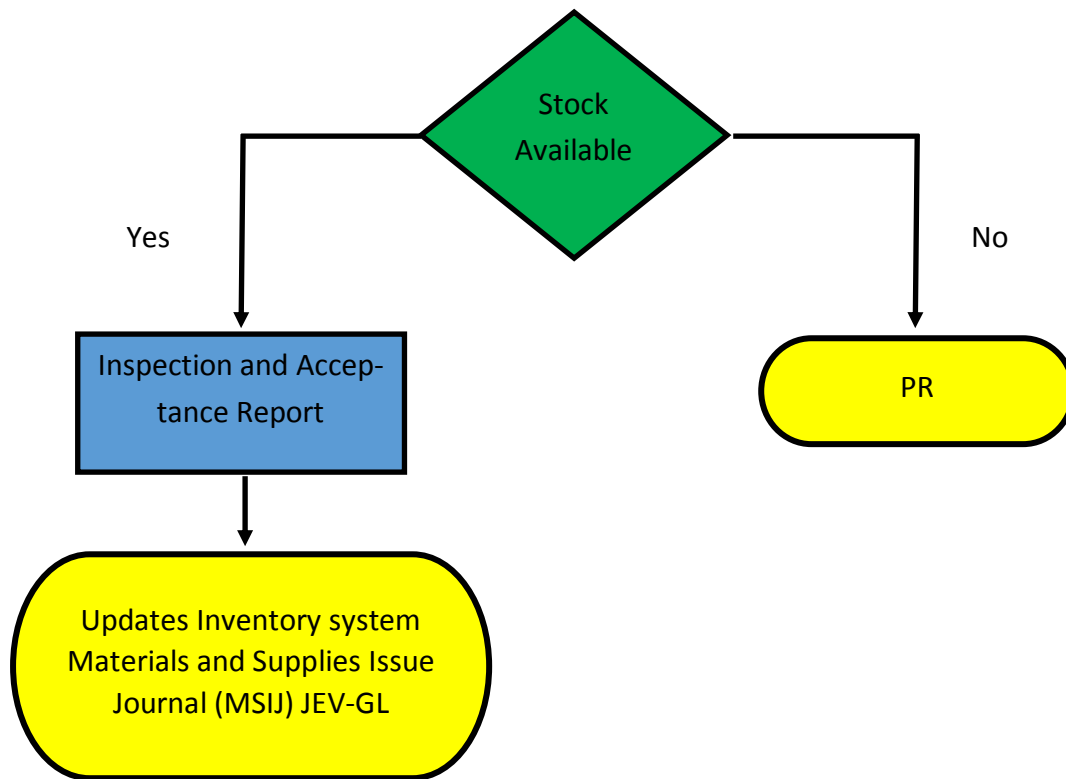 Stock
Available
Yes
No
Inspection and Accep-
tance Report
PR
Updates Inventory system
Materials and Supplies Issue
Journal (MSIJ) JEV-GL